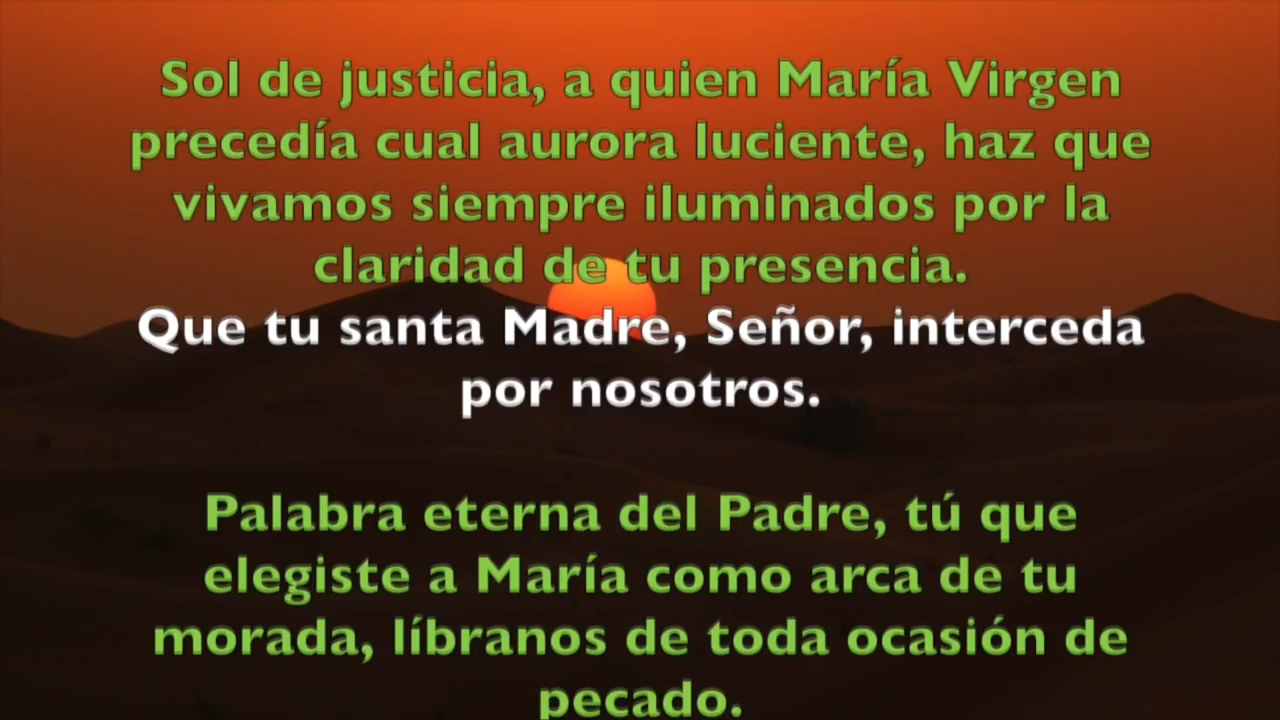 Sol de justicia, a quien María Virgen
precedía cual aurora luciente, haz que
vivamos siempre iluminados por la
claridad de tu presencia.
Que tu santa Madre, Señor, interceda
por nosotros.
Palabra eterna del Padre, tú que
elegiste a María como arca de tu
morada, líbranos de toda ocasión de
pecado.